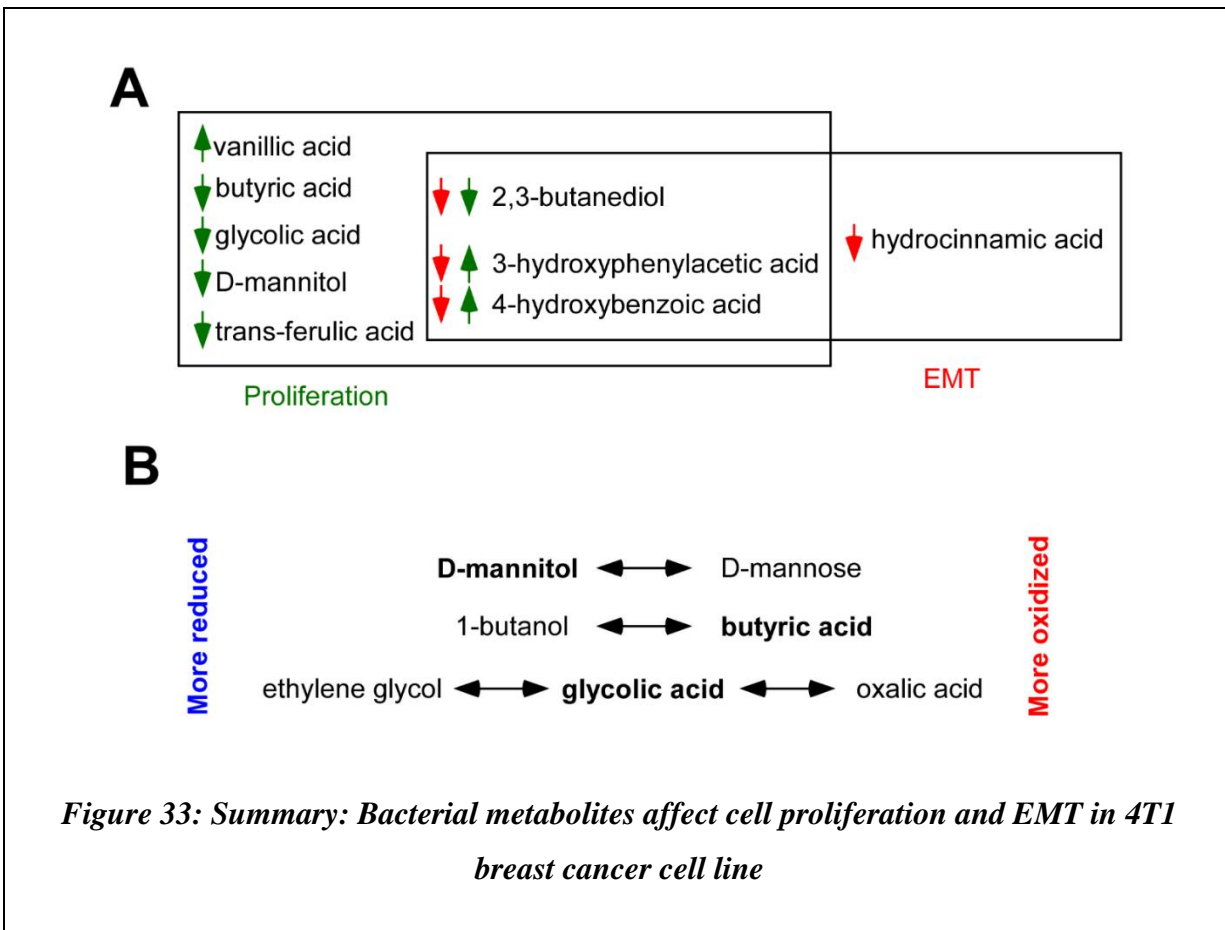 A
vanillic acid
butyric acid
glycolic acid
D-mannitol
trans-ferulic acid
2,3-butanediol
3-hydroxyphenylacetic acid
4-hydroxybenzoic acid
hydrocinnamic acid
Proliferation
EMT
B
More reduced
D-mannitol D-mannose
1-butanol butyric acid
ethylene glycol glycolic acid oxalic acid
More oxidized
Figure 33: Summary: Bacterial metabolites affect cell proliferation and EMT in 4T1
breast cancer cell line